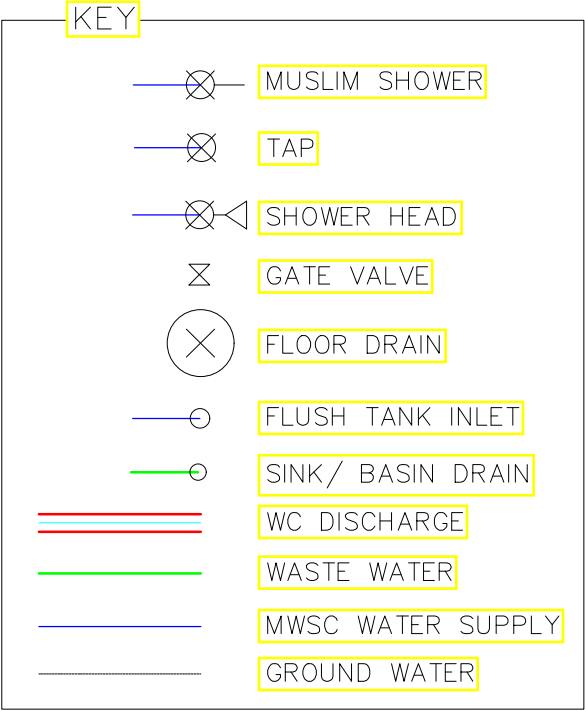 KEY
MUSLIM SHOWER
TAP
SHOWER HEAD
GATE VALVE
FLOOR DRAIN
FLUSH TANK INLET
SINK/ BASIN DRAIN
WC DISCHARGE
WASTE WATER
MWSC WATER SUPPLY
GROUND WATER